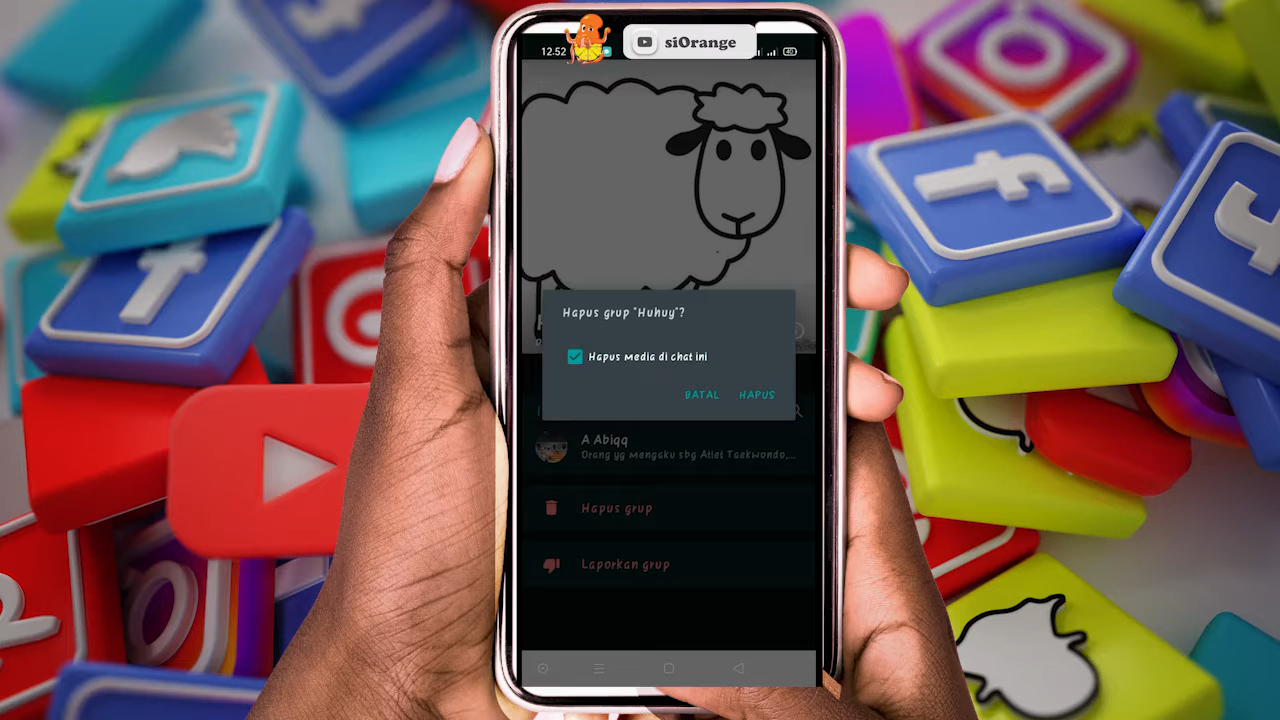 12.52
siOrange
Hapus grup "Huhuy"?
Hapus media di chat ini
BATAL HAPUS
A Abiqq
Orang yg mengaku sbg Atlet Taekwondo,...
Hapus grup
Laporkan grup